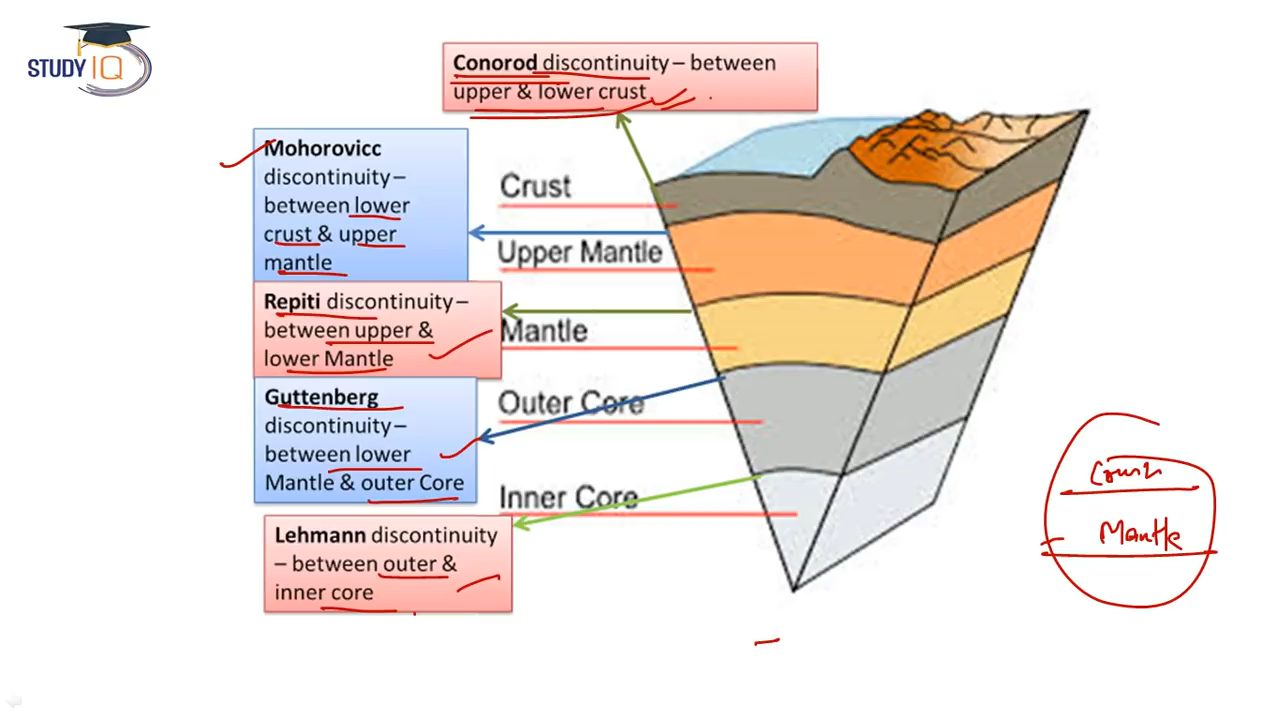 STUDY IQ
Conorod discontinuity – between
upper & lower crust
Mohorovicc
discontinuity –
between lower
crust & upper
mantle
Crust
Upper Mantle
Repiti discontinuity –
between upper &
lower Mantle
Mantle
Guttenberg
discontinuity –
between lower
Mantle & outer Core
Outer Core
Inner Core
Lehmann discontinuity
– between outer &
inner core
Crust
Mantle